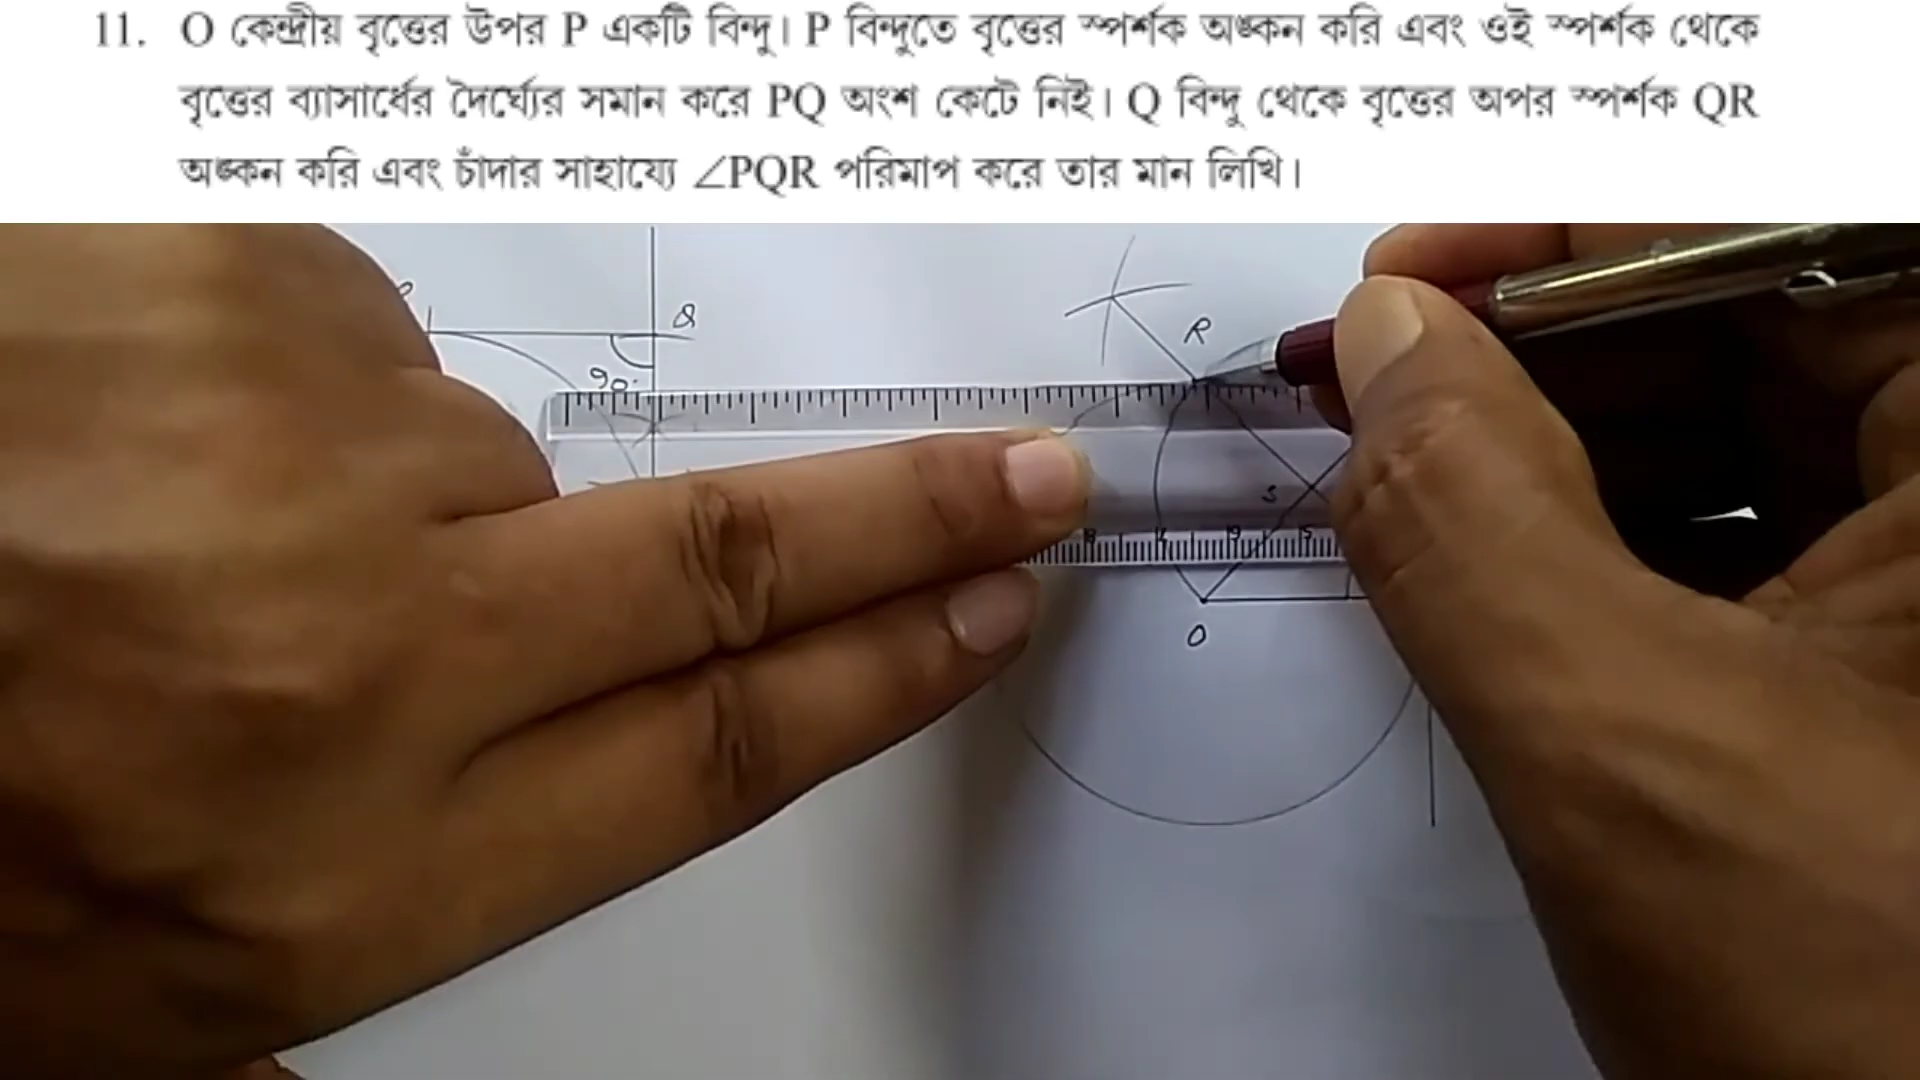 11. O কেন্দ্রীয় বৃত্তের উপর P একটি বিন্দু। P বিন্দুতে বৃত্তের স্পর্শক অঙ্কন করি এবং ওই স্পর্শক থেকে
বৃত্তের ব্যাসার্ধের দৈর্ঘ্যের সমান করে PQ অংশ কেটে নিই। Q বিন্দু থেকে বৃত্তের অপর স্পর্শক QR
অঙ্কন করি এবং চাঁদার সাহায্যে ∠PQR পরিমাপ করে তার মান লিখি।
Q
R
90°
S
O